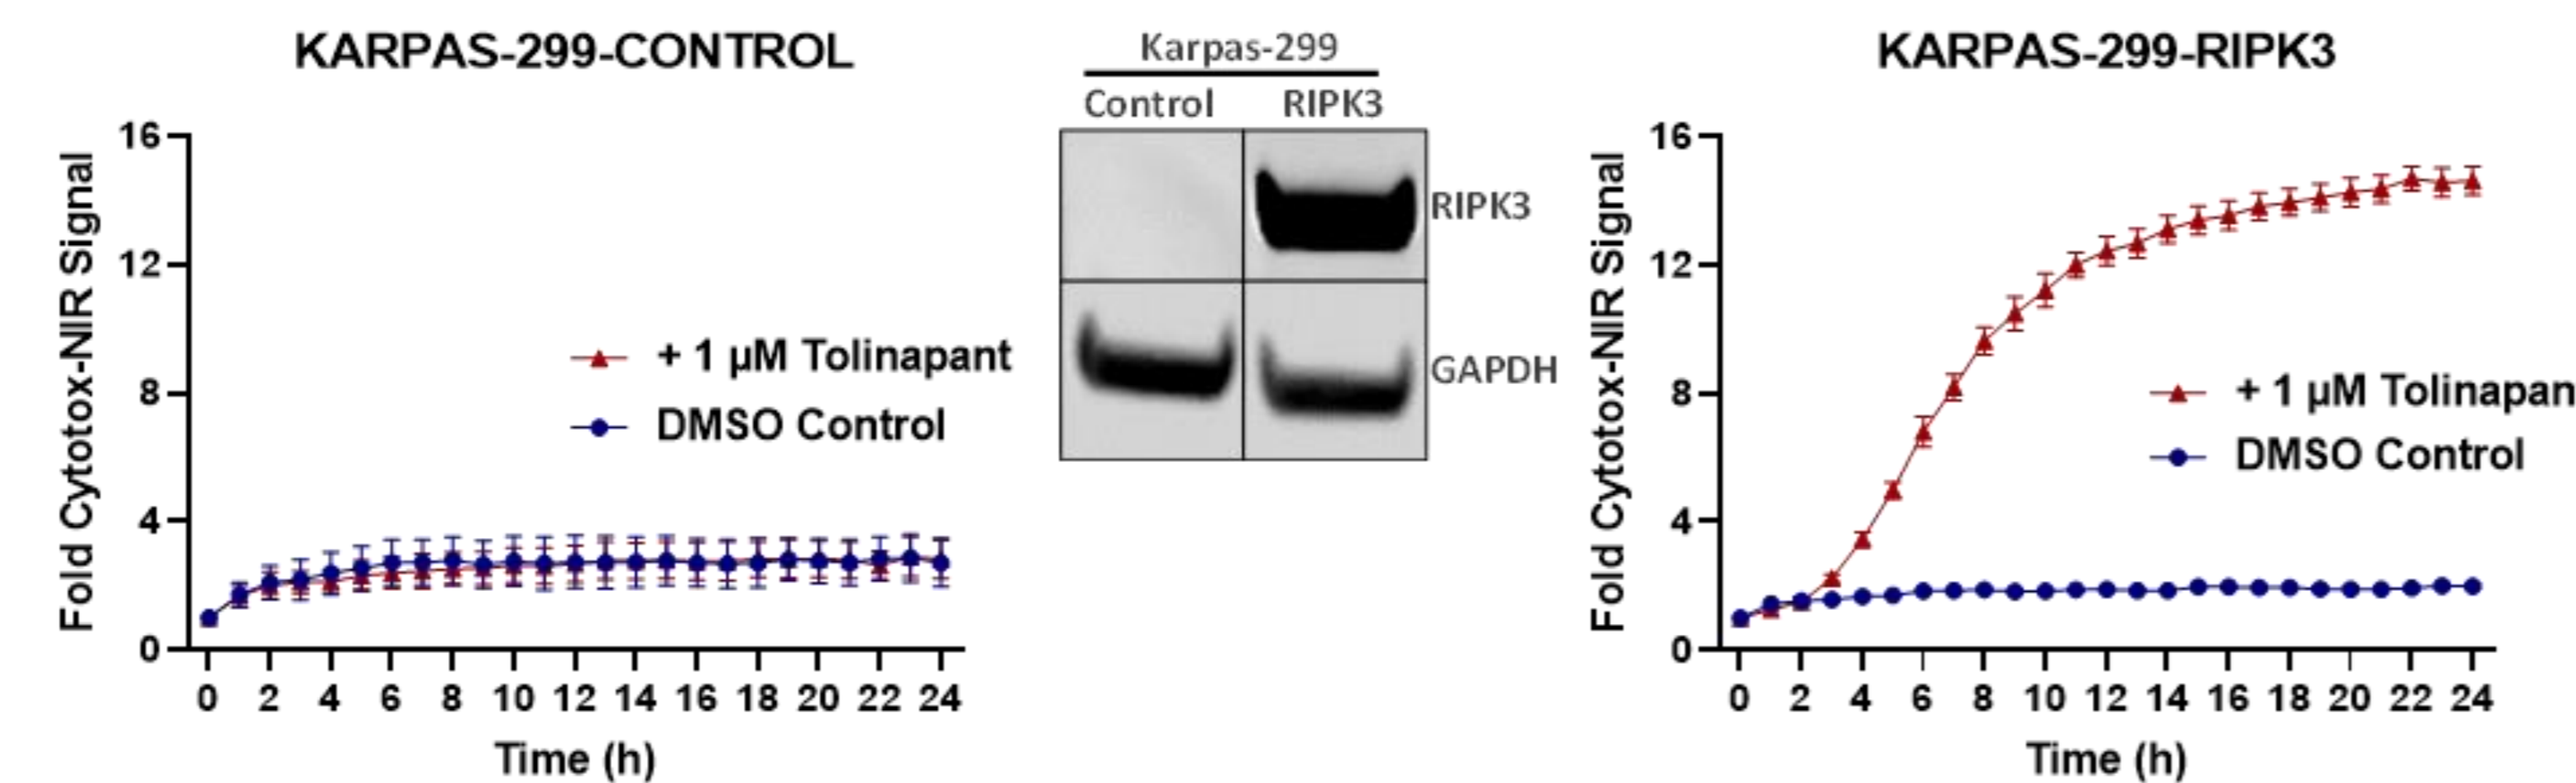 KARPAS-299-CONTROL
Fold Cytotox-NIR Signal
16
12
8
4
0
+ 1 µM Tolinapant
DMSO Control
0 2 4 6 8 10 12 14 16 18 20 22 24
Time (h)
Karpas-299
Control RIPK3
RIPK3
GAPDH
KARPAS-299-RIPK3
Fold Cytotox-NIR Signal
16
12
8
4
0
+ 1 µM Tolinapan
DMSO Control
0 2 4 6 8 10 12 14 16 18 20 22 24
Time (h)